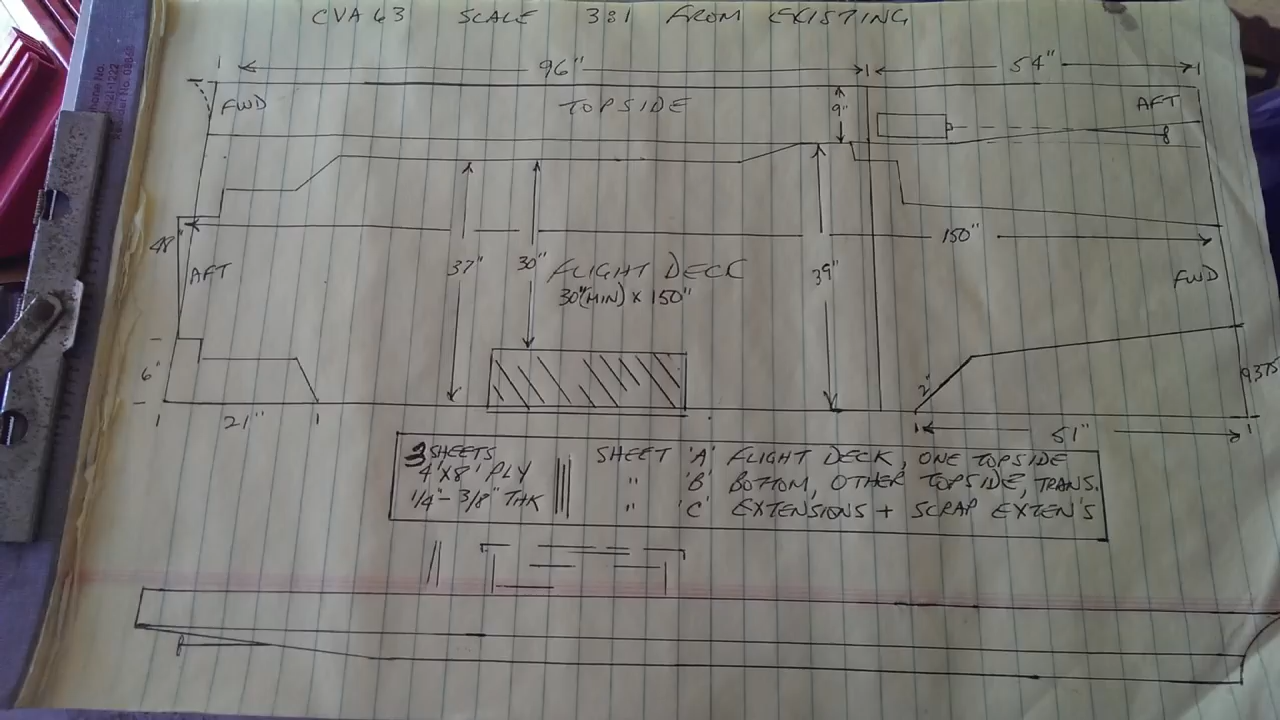 CVA 63 SCALE 3:1 FROM EXISTING
96" 54"
FWD TOPSIDE 9" AFT
48" 150"
AFT 37" 30" FLIGHT DECK 39" FWD
30"(MIN) X 150"
6" 2" 9.375
21" 51"
3 SHEETS
4'X8' PLY
1/4"- 3/8" THK
SHEET 'A' FLIGHT DECK, ONE TOPSIDE
" 'B' BOTTOM, OTHER TOPSIDE, TRANS.
" 'C' EXTENSIONS + SCRAP EXTEN'S